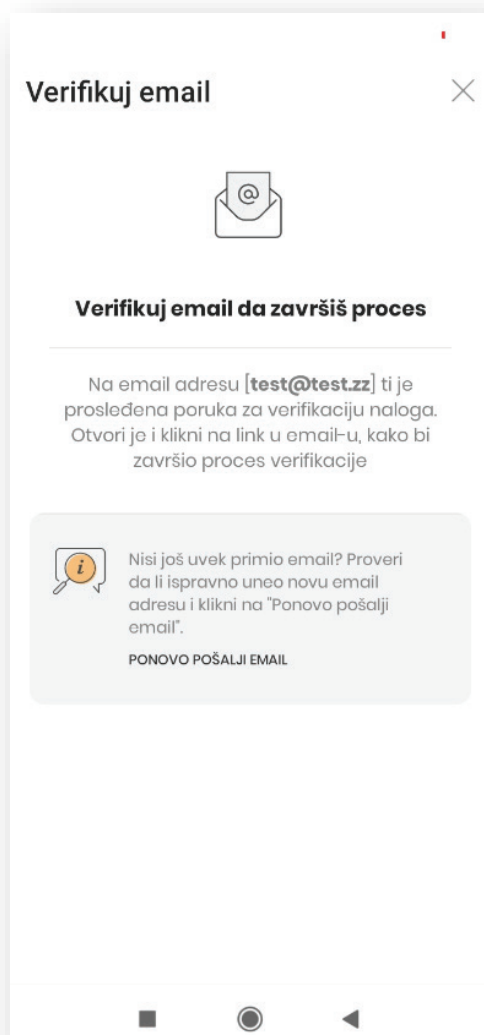 Verifikuj email
Verifikuj email da završiš proces
Na email adresu [test@test.zz] ti je
prosleđena poruka za verifikaciju naloga.
Otvori je i klikni na link u email-u, kako bi
završio proces verifikacije
Nisi još uvek primio email? Proveri
da li ispravno uneo novu email
adresu i klikni na "Ponovo pošalji
email".
PONOVO POŠALJI EMAIL